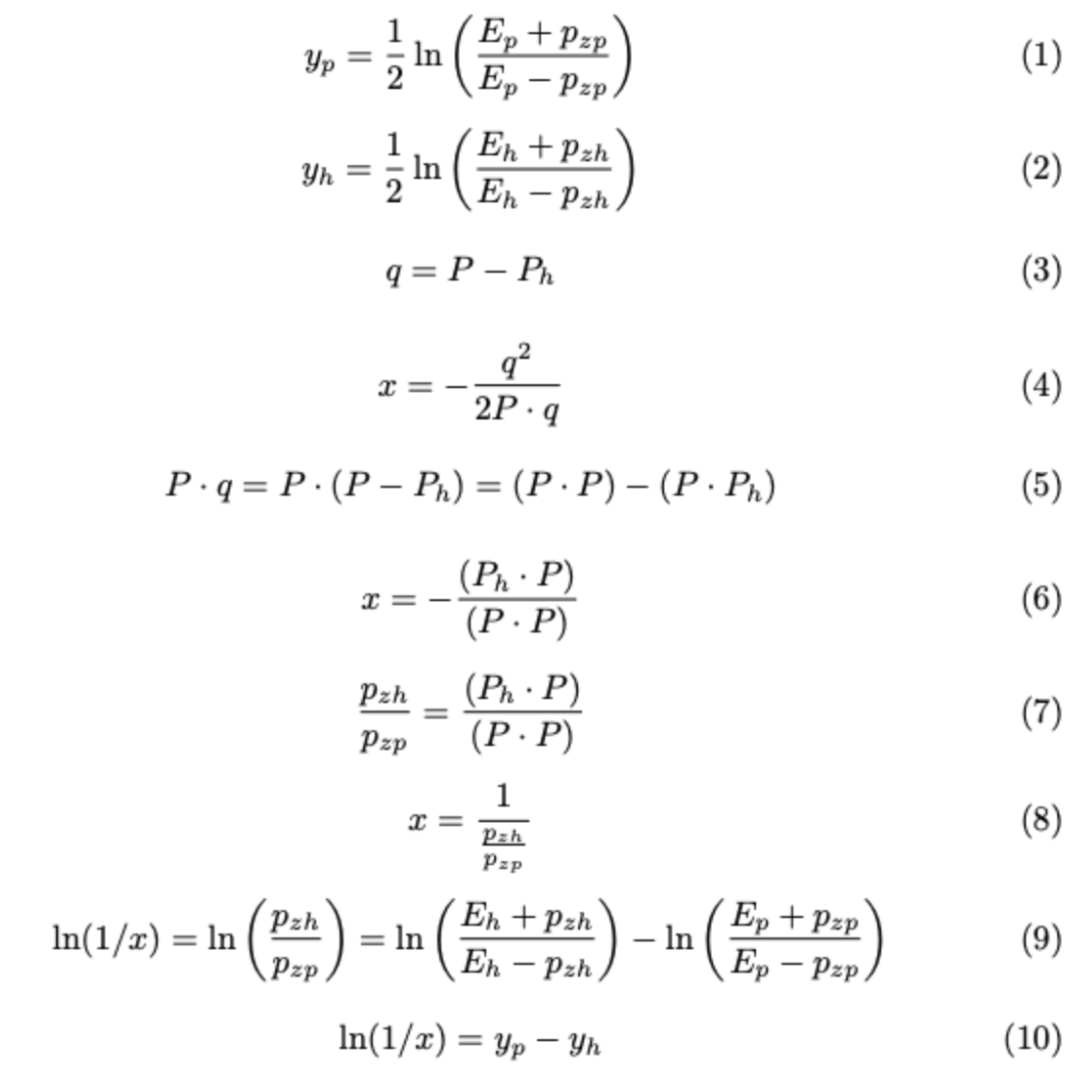 y_p = \frac{1}{2} \ln \left( \frac{E_p + p_{zp}}{E_p - p_{zp}} \right) (1)
y_h = \frac{1}{2} \ln \left( \frac{E_h + p_{zh}}{E_h - p_{zh}} \right) (2)
q = P - P_h (3)
x = -\frac{q^2}{2P \cdot q} (4)
P \cdot q = P \cdot (P - P_h) = (P \cdot P) - (P \cdot P_h) (5)
x = -\frac{(P_h \cdot P)}{(P \cdot P)} (6)
\frac{p_{zh}}{p_{zp}} = \frac{(P_h \cdot P)}{(P \cdot P)} (7)
x = \frac{1}{\frac{p_{zh}}{p_{zp}}} (8)
\ln(1/x) = \ln \left( \frac{p_{zh}}{p_{zp}} \right) = \ln \left( \frac{E_h + p_{zh}}{E_h - p_{zh}} \right) - \ln \left( \frac{E_p + p_{zp}}{E_p - p_{zp}} \right) (9)
\ln(1/x) = y_p - y_h (10)